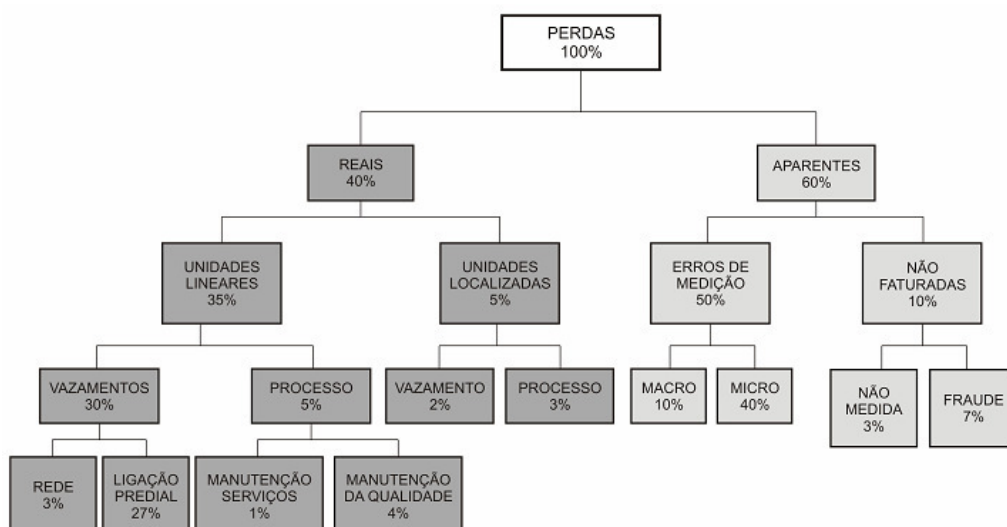 PERDAS
100%
REAIS
40%
APARENTES
60%
UNIDADES
LINEARES
35%
UNIDADES
LOCALIZADAS
5%
ERROS DE
MEDIÇÃO
50%
NÃO
FATURADAS
10%
VAZAMENTOS
30%
PROCESSO
5%
VAZAMENTO
2%
PROCESSO
3%
MACRO
10%
MICRO
40%
NÃO
MEDIDA
3%
FRAUDE
7%
REDE
3%
LIGAÇÃO
PREDIAL
27%
MANUTENÇÃO
SERVIÇOS
1%
MANUTENÇÃO
DA QUALIDADE
4%